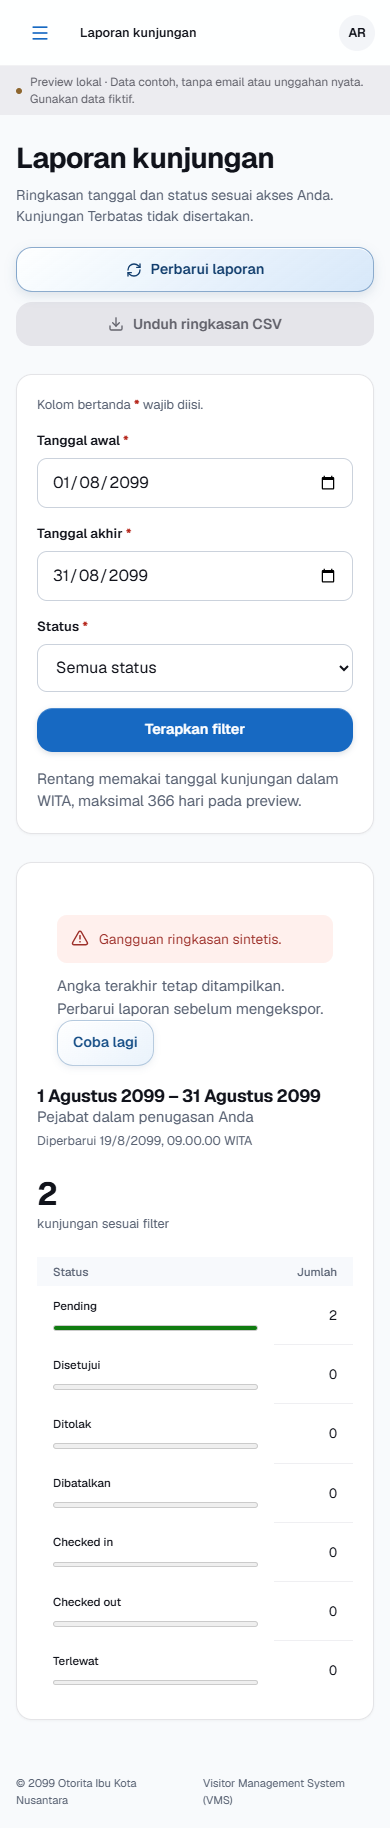 Laporan kunjungan
AR
Preview lokal · Data contoh, tanpa email atau unggahan nyata.
Gunakan data fiktif.
Laporan kunjungan
Ringkasan tanggal dan status sesuai akses Anda.
Kunjungan Terbatas tidak disertakan.
Perbarui laporan
Unduh ringkasan CSV
Kolom bertanda * wajib diisi.
Tanggal awal *
01/08/2099
Tanggal akhir *
31/08/2099
Status *
Semua status
Terapkan filter
Rentang memakai tanggal kunjungan dalam
WITA, maksimal 366 hari pada preview.
Gangguan ringkasan sintetis.
Angka terakhir tetap ditampilkan.
Perbarui laporan sebelum mengekspor.
Coba lagi
1 Agustus 2099 – 31 Agustus 2099
Pejabat dalam penugasan Anda
Diperbarui 19/8/2099, 09.00.00 WITA
2
kunjungan sesuai filter
Status Jumlah
Pending 2
Disetujui 0
Ditolak 0
Dibatalkan 0
Checked in 0
Checked out 0
Terlewat 0
© 2099 Otorita Ibu Kota
Nusantara
Visitor Management System
(VMS)